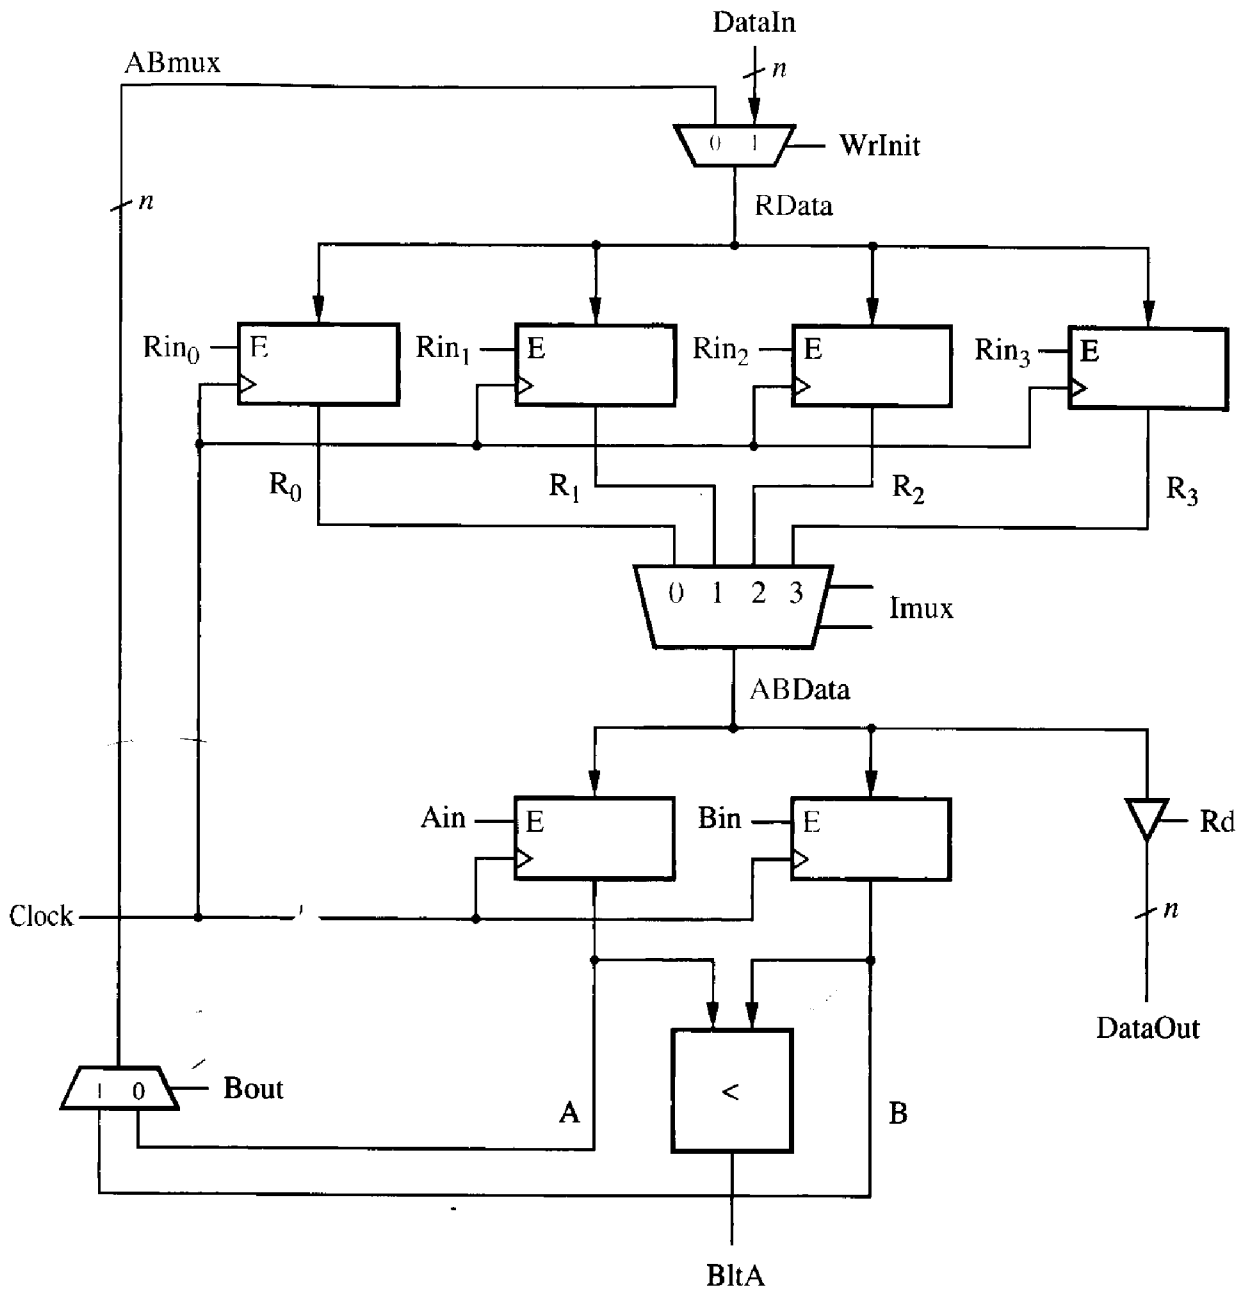 DataIn
ABmux
n
0 1
WrInit
n
RData
Rin0 E
Rin1 E
Rin2 E
Rin3 E
R0
R1
R2
R3
0 1 2 3
Imux
ABData
Ain E
Bin E
Rd
Clock
n
DataOut
1 0
Bout
A
<
B
BltA